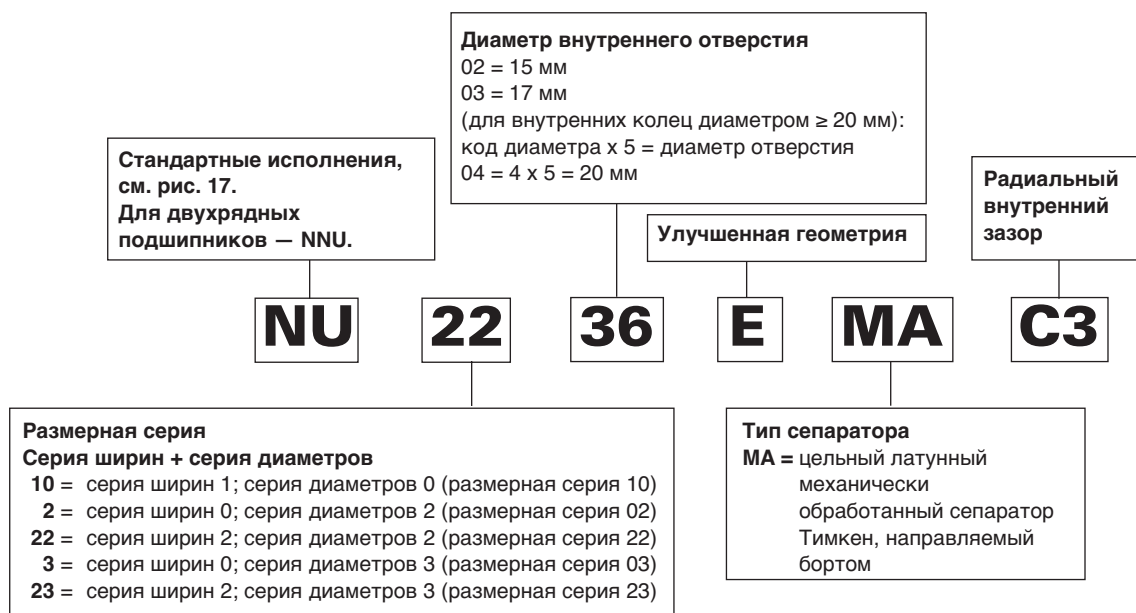 Диаметр внутреннего отверстия
02 = 15 мм
03 = 17 мм
(для внутренних колец диаметром ≥ 20 мм):
код диаметра x 5 = диаметр отверстия
04 = 4 x 5 = 20 мм
Стандартные исполнения,
см. рис. 17.
Для двухрядных
подшипников — NNU.
Улучшенная геометрия
Радиальный
внутренний
зазор
NU 22 36 E MA C3
Размерная серия
Серия ширин + серия диаметров
10 = серия ширин 1; серия диаметров 0 (размерная серия 10)
2 = серия ширин 0; серия диаметров 2 (размерная серия 02)
22 = серия ширин 2; серия диаметров 2 (размерная серия 22)
3 = серия ширин 0; серия диаметров 3 (размерная серия 03)
23 = серия ширин 2; серия диаметров 3 (размерная серия 23)
Тип сепаратора
MA = цельный латунный
механически
обработанный сепаратор
Тимкен, направляемый
бортом